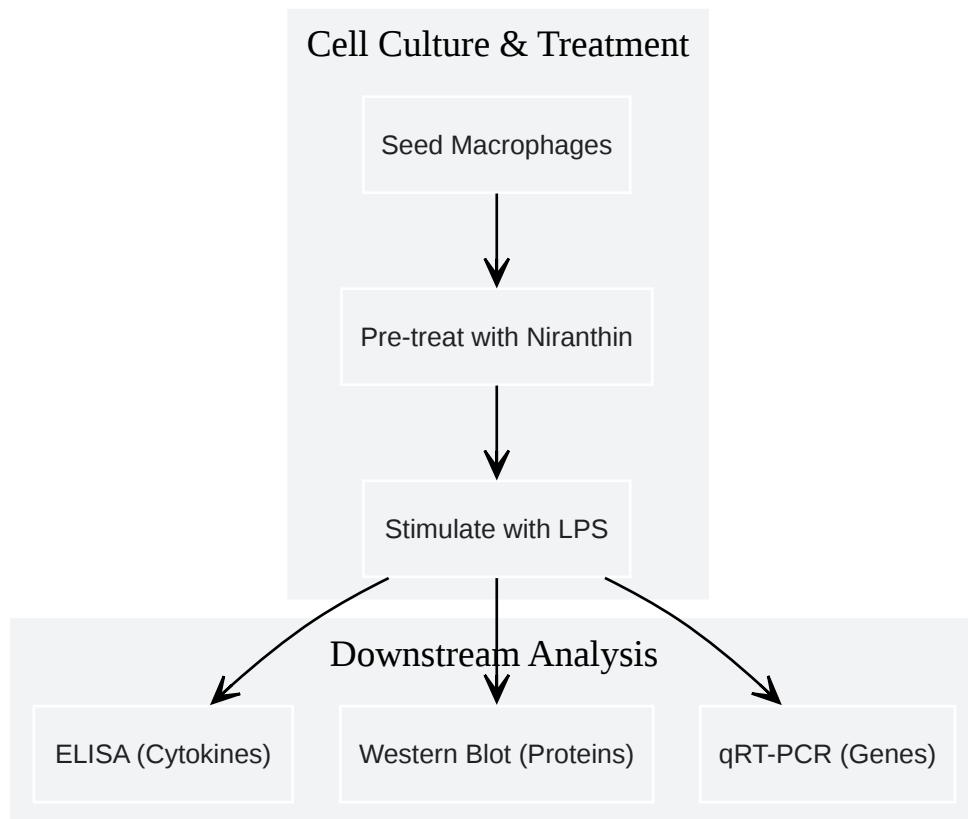 Cell Culture & Treatment
Seed Macrophages
Pre-treat with Niranthin
Stimulate with LPS
Downstream Analysis
ELISA (Cytokines)
Western Blot (Proteins)
qRT-PCR (Genes)